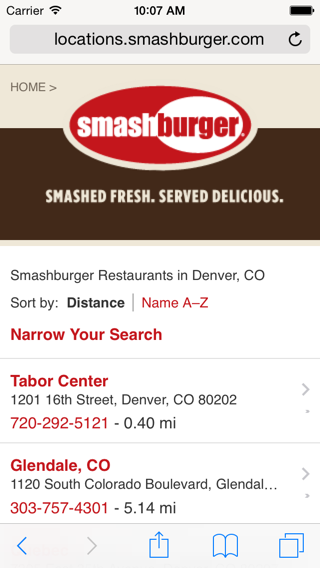 Carrier 10:07 AM
locations.smashburger.com
HOME >
smashburger
SMASHED FRESH. SERVED DELICIOUS.
Smashburger Restaurants in Denver, CO
Sort by: Distance | Name A–Z
Narrow Your Search
Tabor Center
1201 16th Street, Denver, CO 80202
720-292-5121 - 0.40 mi
Glendale, CO
1120 South Colorado Boulevard, Glendal…
303-757-4301 - 5.14 mi